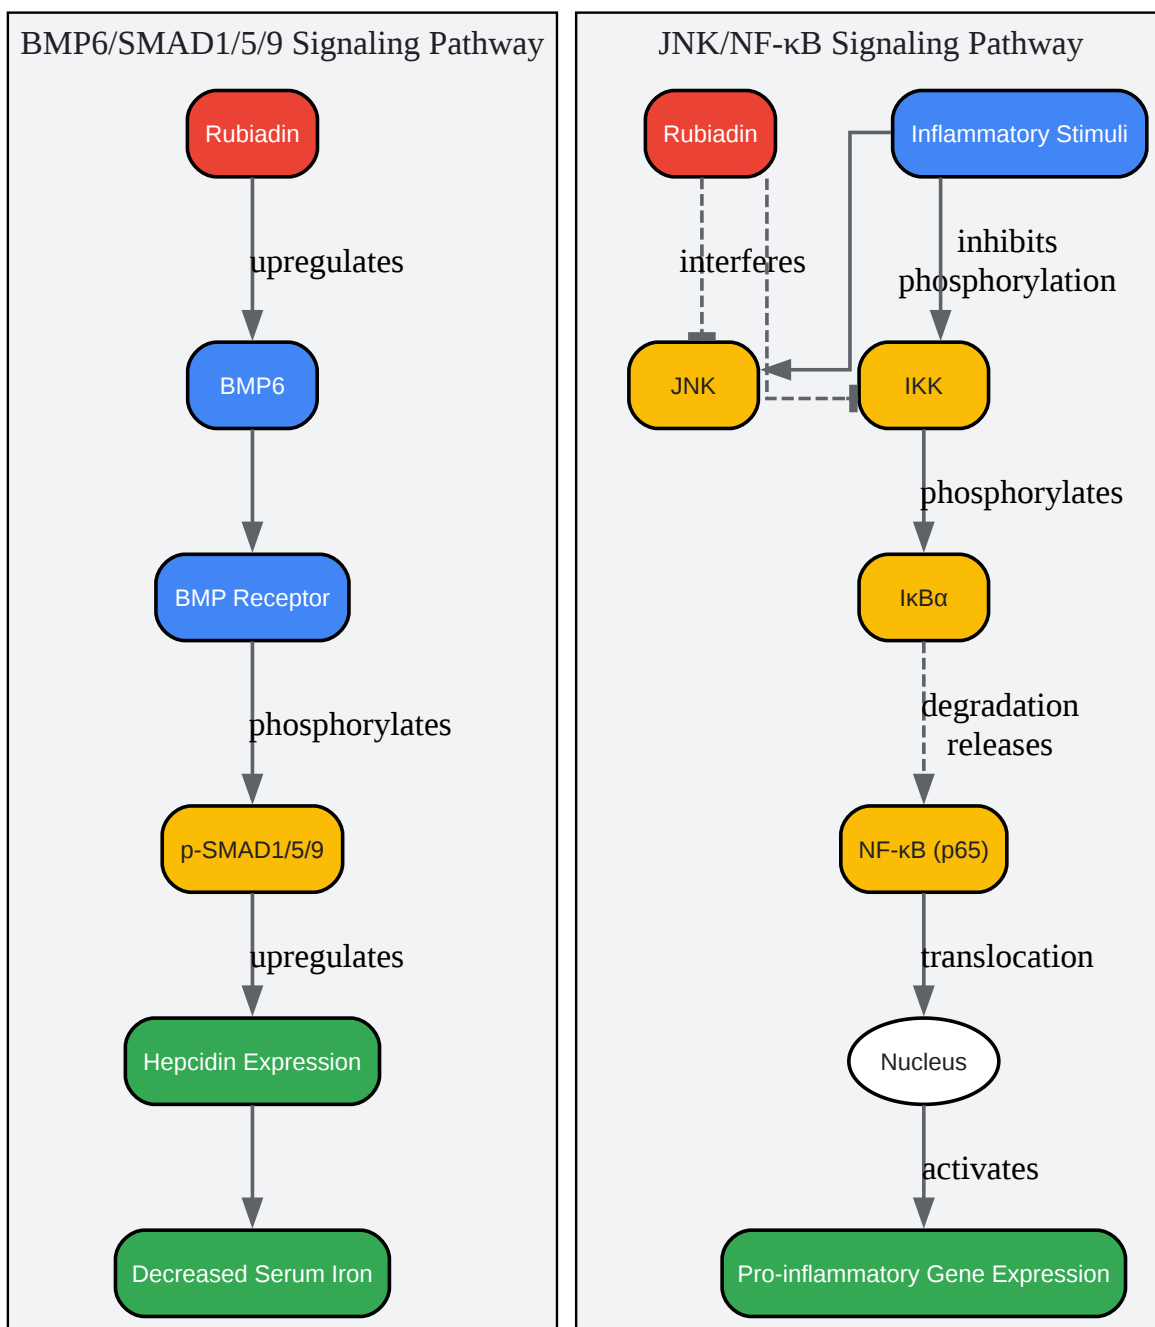 BMP6/SMAD1/5/9 Signaling Pathway
Rubiadin
upregulates
BMP6
BMP Receptor
phosphorylates
p-SMAD1/5/9
upregulates
Hepcidin Expression
Decreased Serum Iron
JNK/NF-κB Signaling Pathway
Rubiadin
Inflammatory Stimuli
interferes
inhibits
phosphorylation
JNK
IKK
phosphorylates
IκBα
degradation
releases
NF-κB (p65)
translocation
Nucleus
activates
Pro-inflammatory Gene Expression